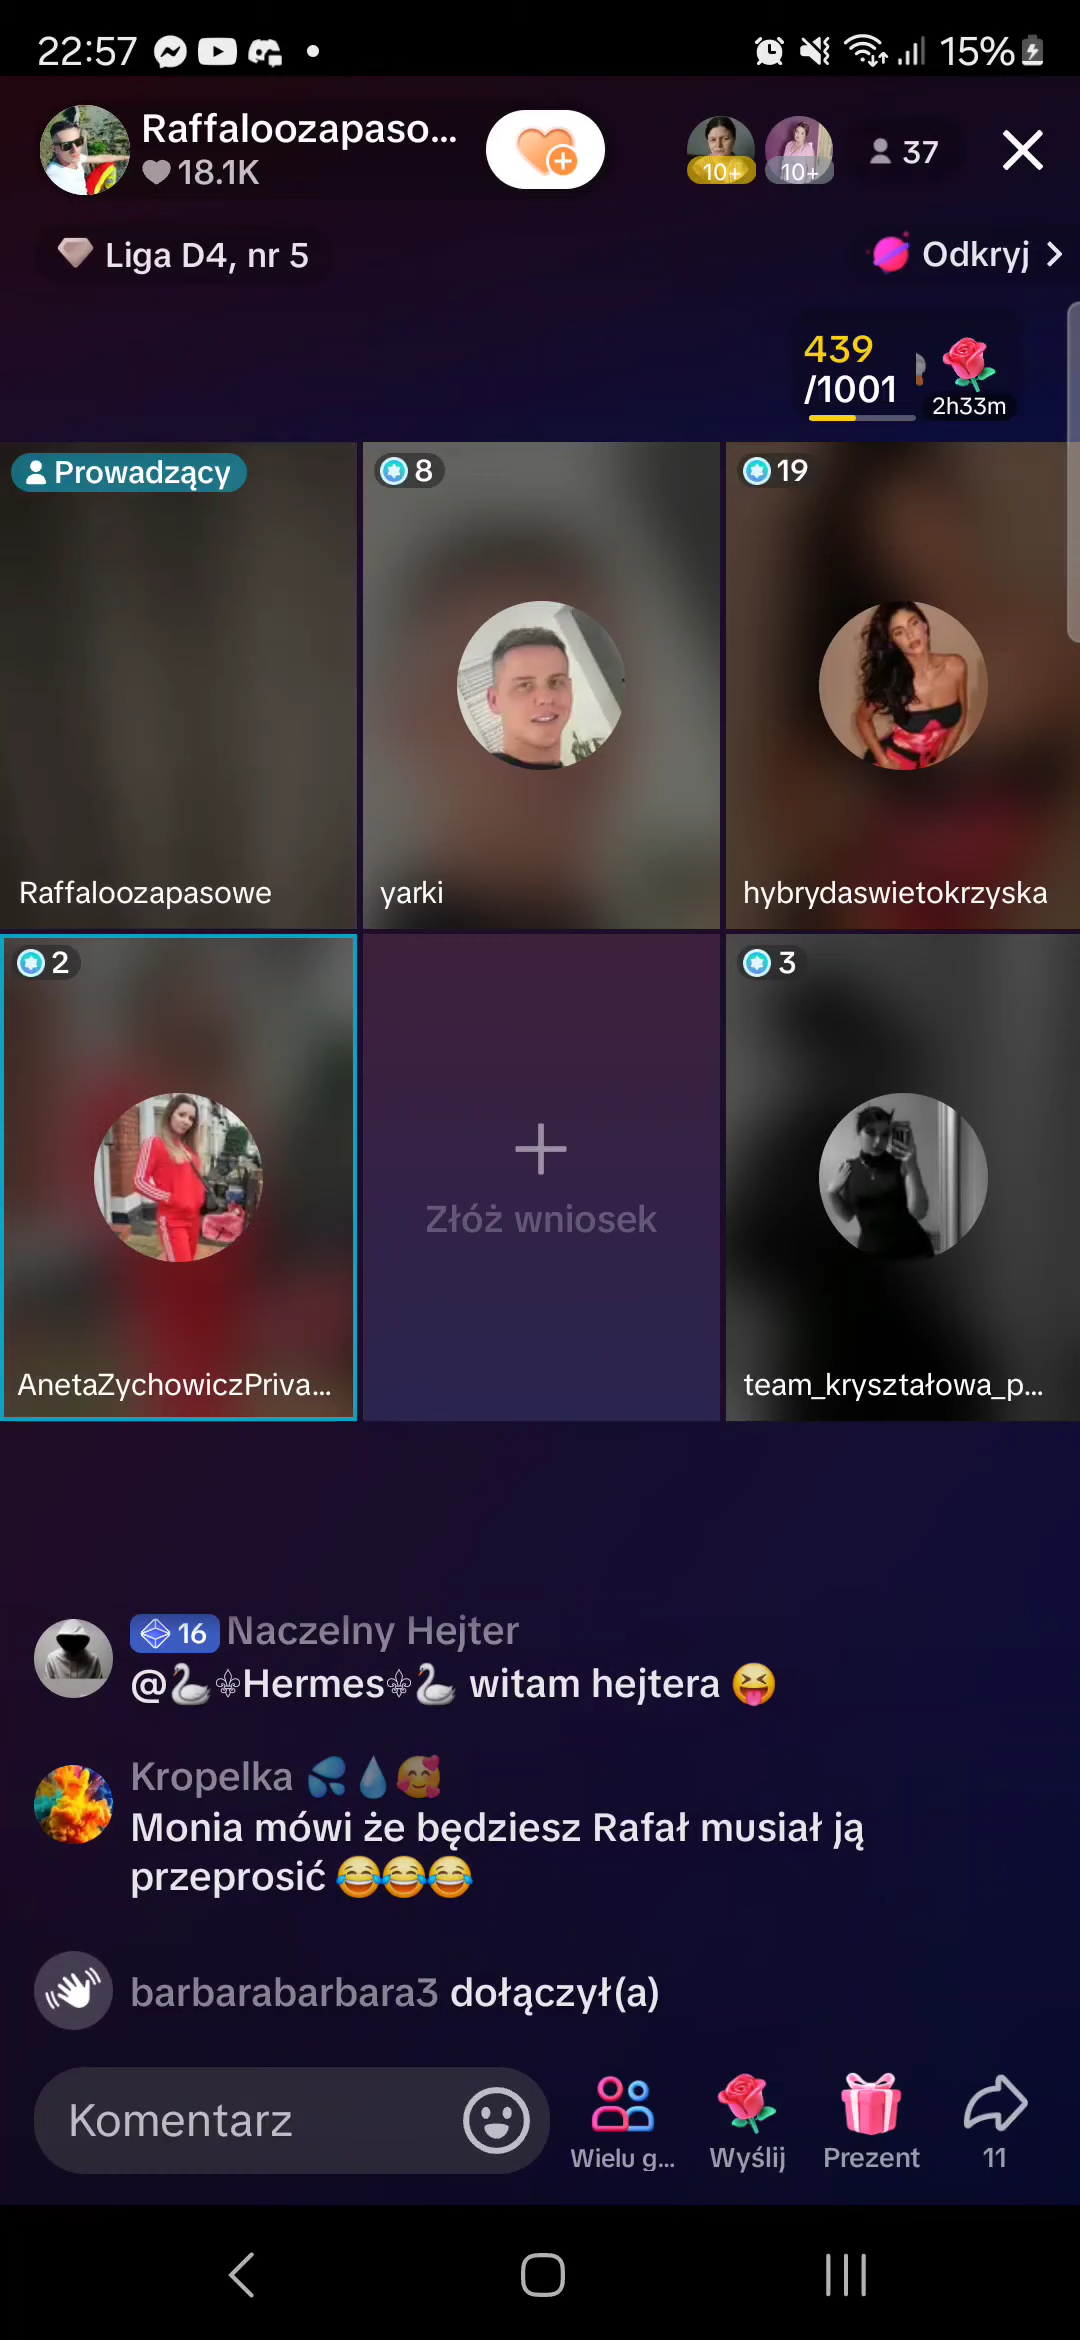 22:57
15%
Raffaloozapaso...
18.1K
10+
10+
37
Liga D4, nr 5
Odkryj
439
/1001
2h33m
Prowadzący
8
19
Raffaloozapasowe
yarki
hybrydaswietokrzyska
2
3
Złóż wniosek
AnetaZychowiczPriva...
team_kryształowa_p...
16 Naczelny Hejter
@🦢⚜Hermes⚜🦢 witam hejtera 😝
Kropelka 💦💧🥰
Monia mówi że będziesz Rafał musiał ją
przeprosić 😂😂😂
barbarabarbara3 dołączył(a)
Komentarz
Wielu g...
Wyślij
Prezent
11